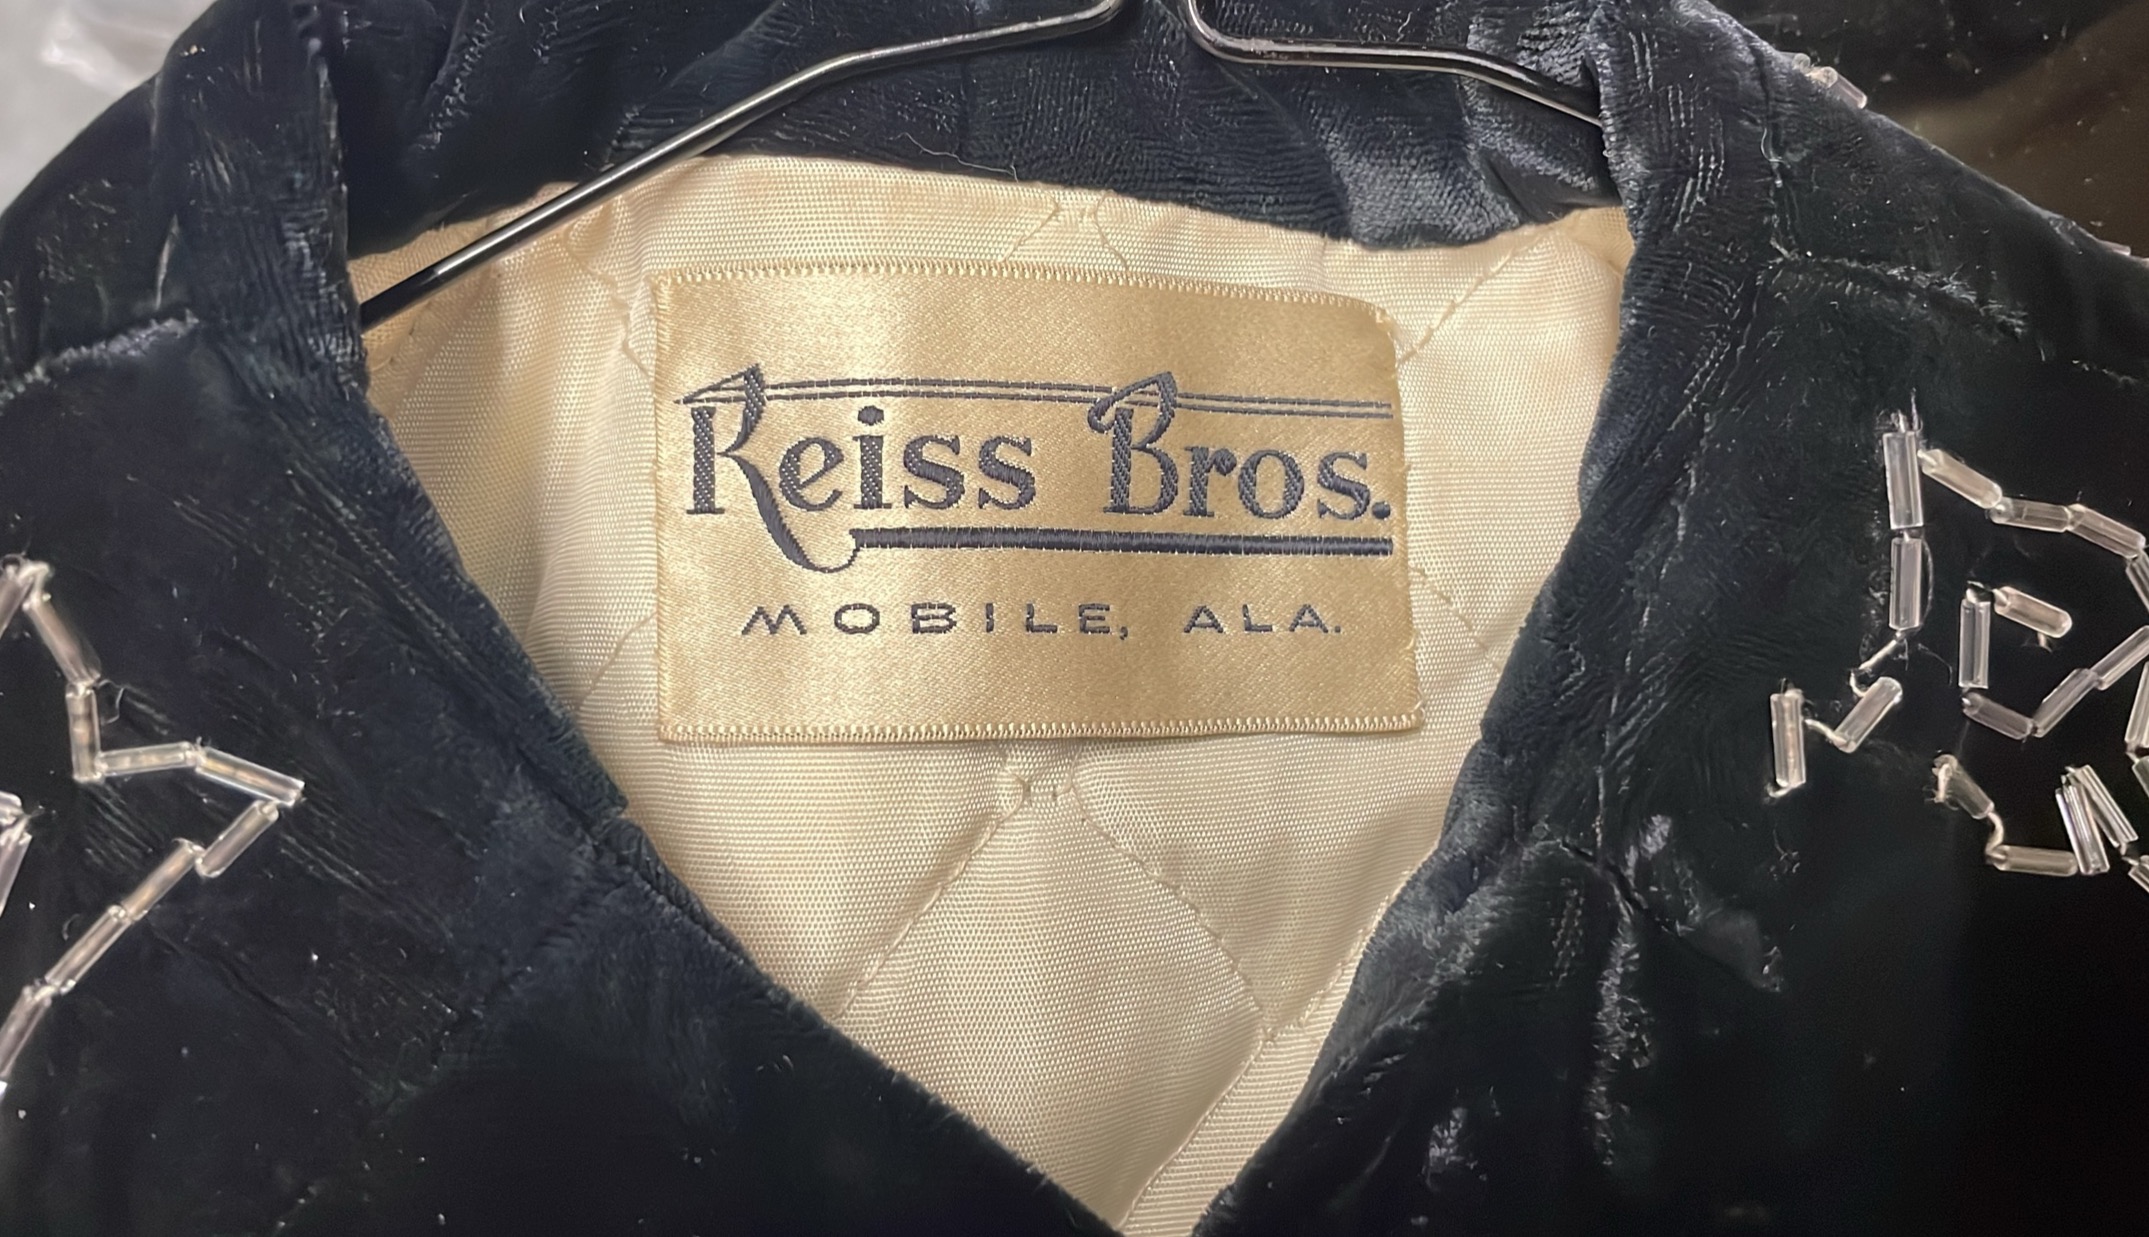 Reiss Bros.
MOBILE, ALA.